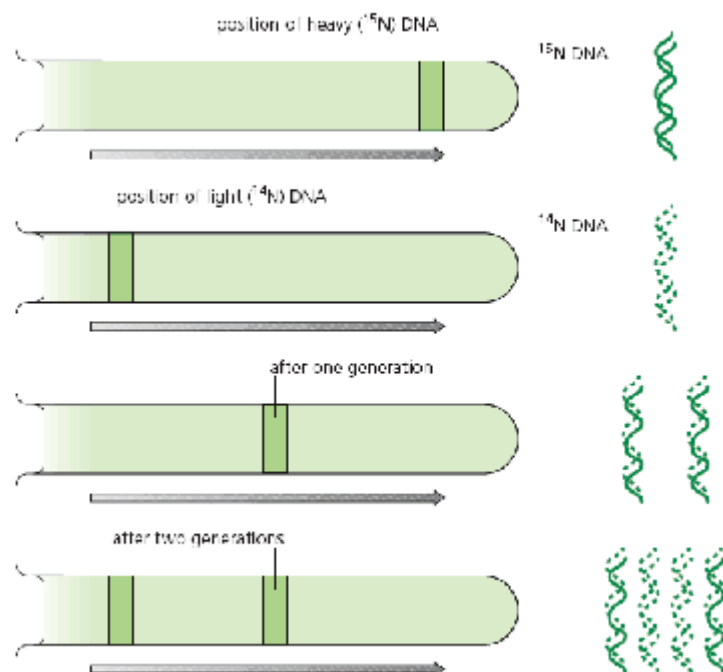 position of heavy (¹⁵N) DNA
¹⁵N DNA
position of light (¹⁴N) DNA
¹⁴N DNA
after one generation
after two generations